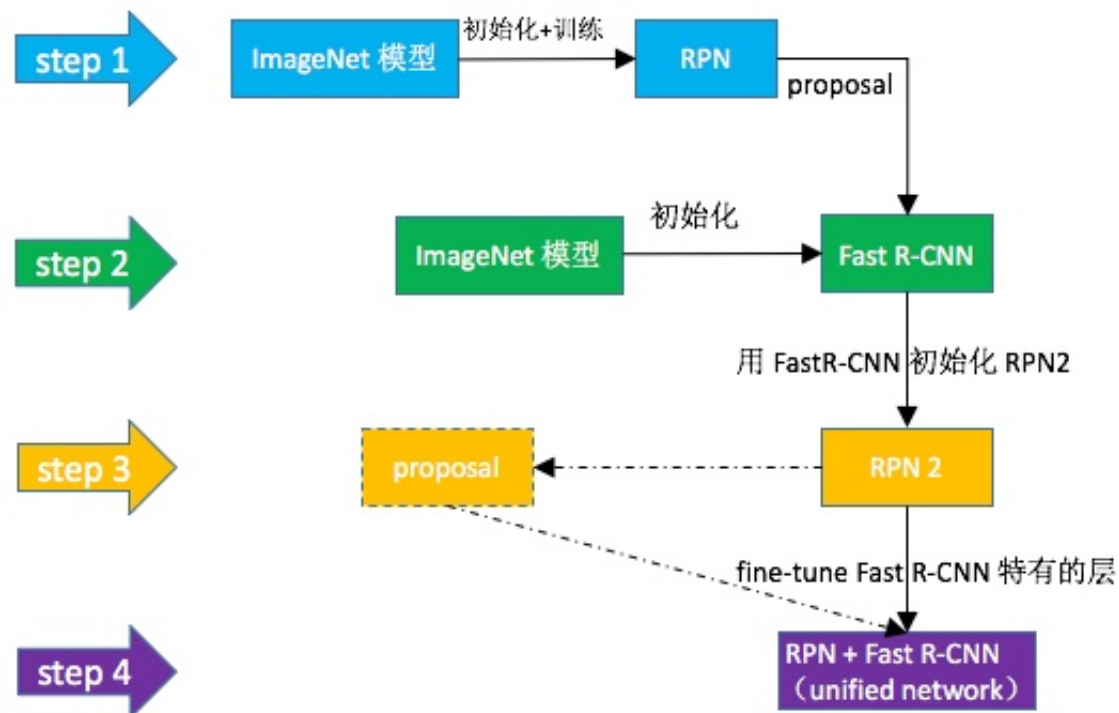 step 1
ImageNet 模型
初始化+训练
RPN
proposal
step 2
ImageNet 模型
初始化
Fast R-CNN
用 FastR-CNN 初始化 RPN2
step 3
proposal
RPN 2
fine-tune Fast R-CNN 特有的层
step 4
RPN + Fast R-CNN
（unified network）